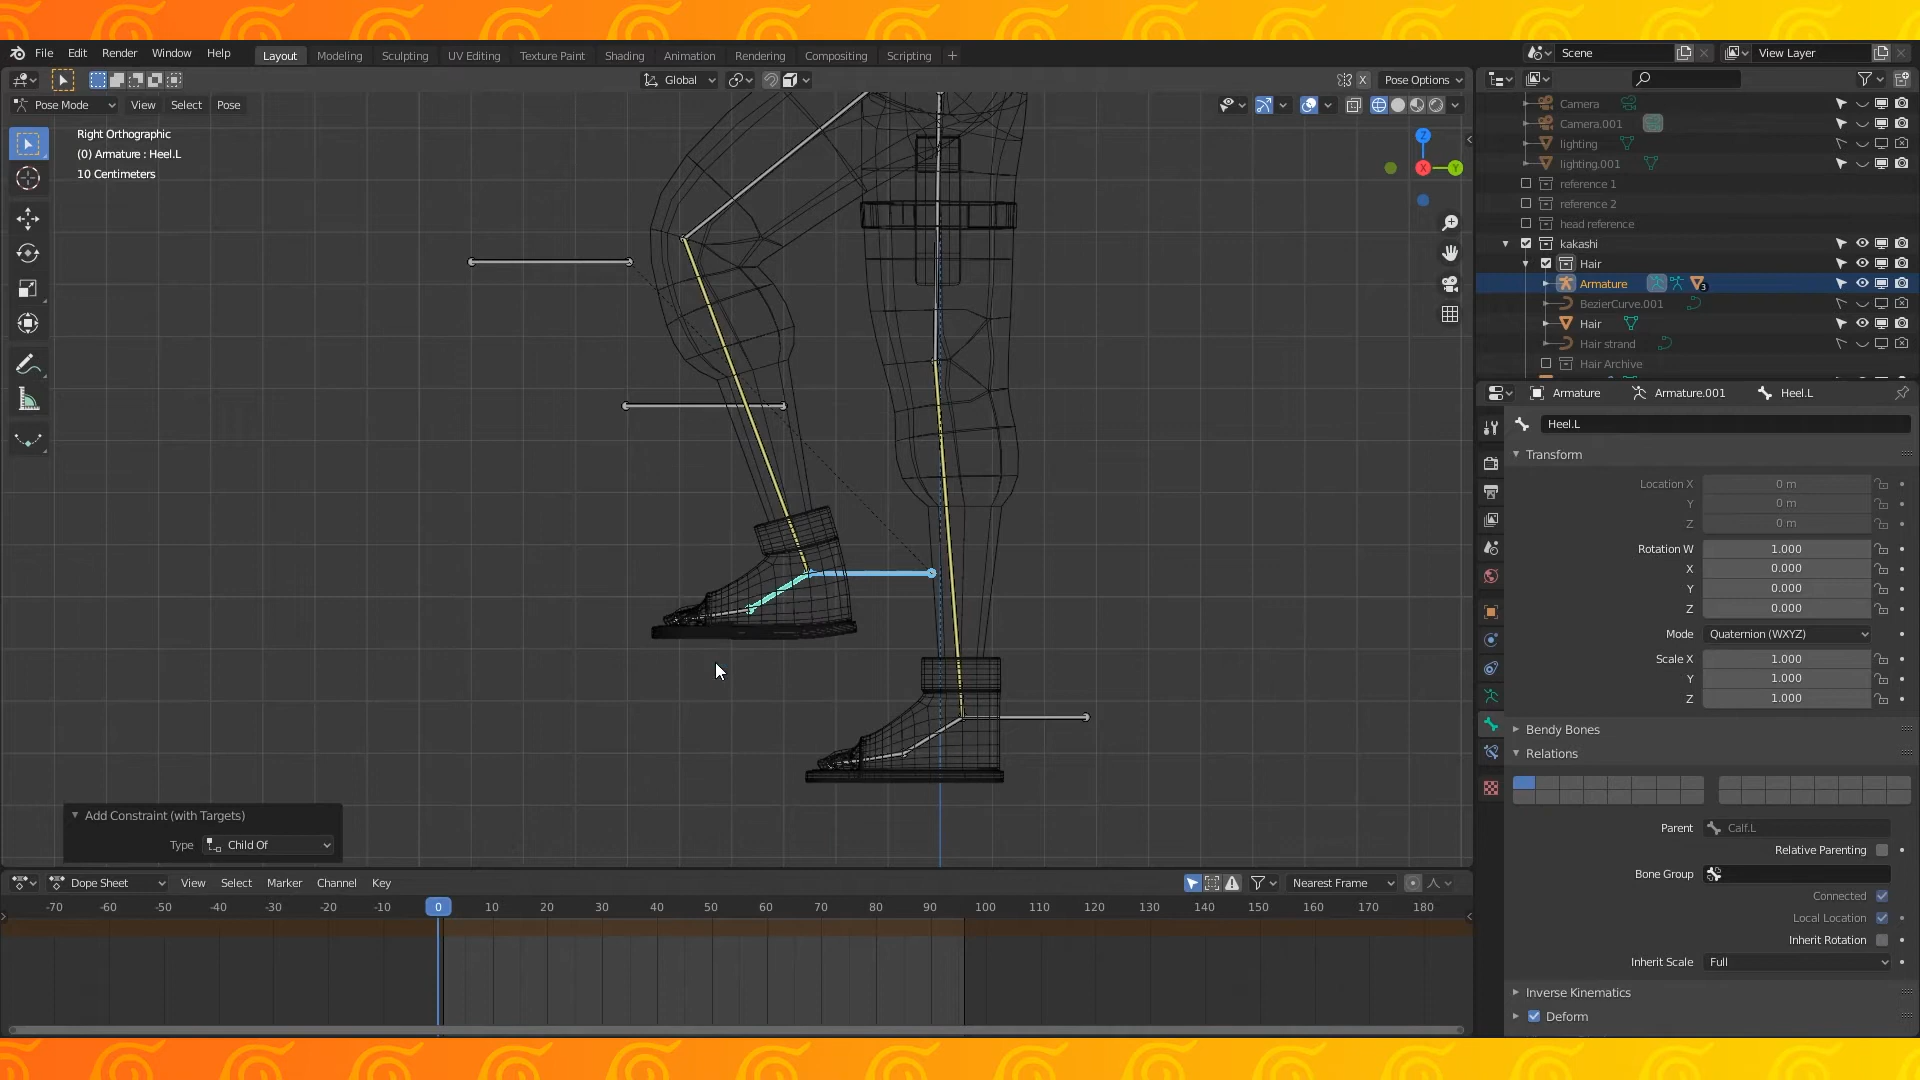 File Edit Render Window Help Layout Modeling Sculpting UV Editing Texture Paint Shading Animation Rendering Compositing Scripting + Scene View Layer
Global X Pose Options
Pose Mode View Select Pose
Right Orthographic
(0) Armature : Heel.L
10 Centimeters
Z
X
Y
Camera
Camera.001
lighting
lighting.001
reference 1
reference 2
head reference
kakashi
Hair
Armature 3
BezierCurve.001
Hair
Hair strand
Hair Archive
Armature Armature.001 Heel.L
Heel.L
Transform
Location X 0 m
Y 0 m
Z 0 m
Rotation W 1.000
X 0.000
Y 0.000
Z 0.000
Mode Quaternion (WXYZ)
Scale X 1.000
Y 1.000
Z 1.000
Bendy Bones
Relations
Parent Calf.L
Relative Parenting
Bone Group
Connected
Local Location
Inherit Rotation
Inherit Scale Full
Inverse Kinematics
Deform
Add Constraint (with Targets)
Type Child Of
Dope Sheet View Select Marker Channel Key Nearest Frame
-70 -60 -50 -40 -30 -20 -10 0 10 20 30 40 50 60 70 80 90 100 110 120 130 140 150 160 170 180